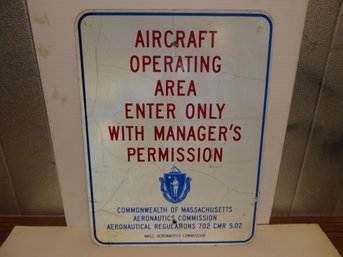 AIRCRAFT
OPERATING
AREA
ENTER ONLY
WITH MANAGER'S
PERMISSION
COMMONWEALTH OF MASSACHUSETTS
AERONAUTICS COMMISSION
AERONAUTICAL REGULATIONS 702 CMR 5.02
MASS. AERONAUTICS COMMISSION